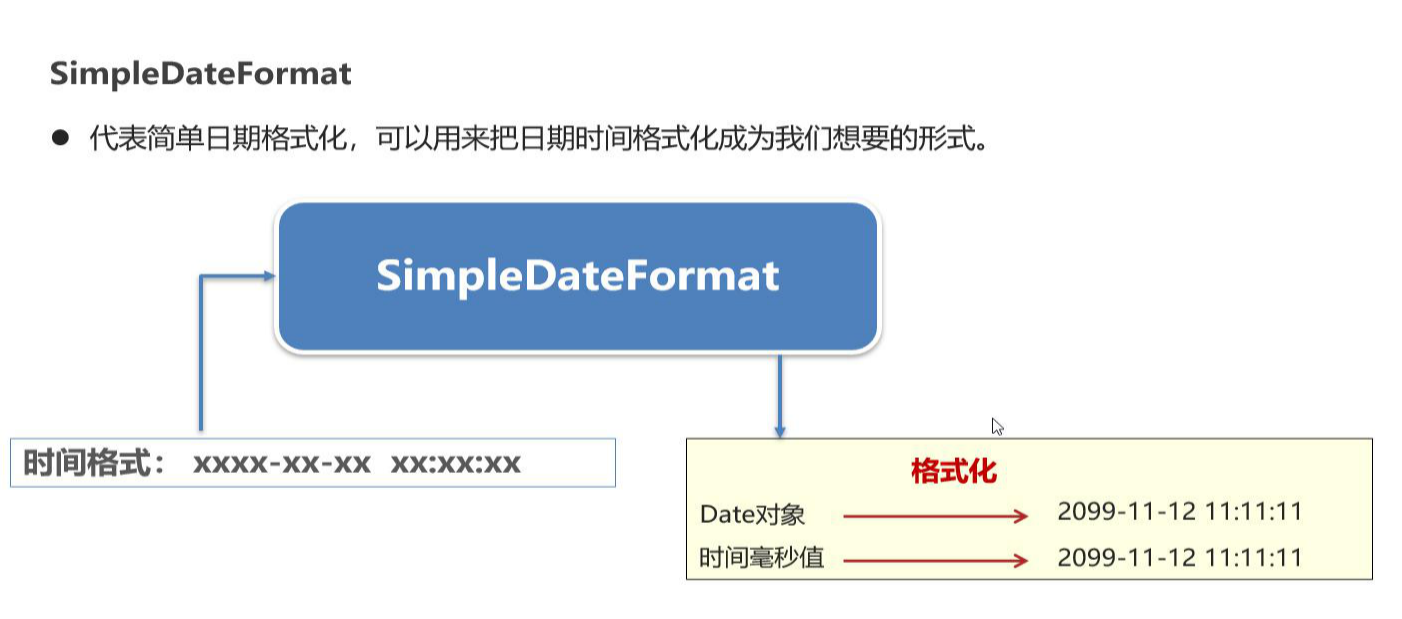 SimpleDateFormat
● 代表简单日期格式化，可以用来把日期时间格式化成为我们想要的形式。
SimpleDateFormat
时间格式： xxxx-xx-xx xx:xx:xx
格式化
Date对象 2099-11-12 11:11:11
时间毫秒值 2099-11-12 11:11:11